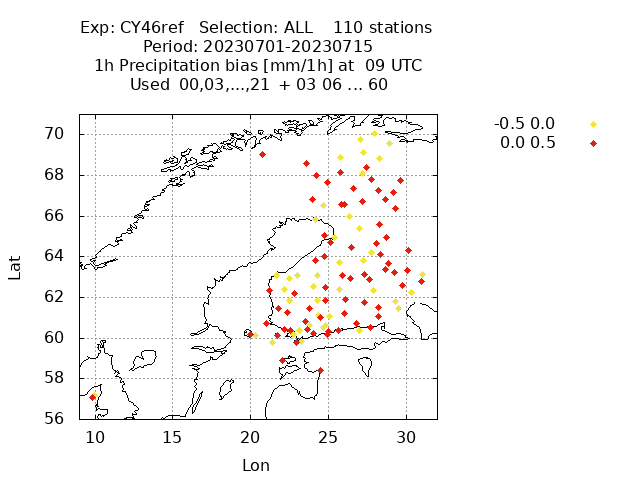 Exp: CY46ref   Selection: ALL    110 stations
Period: 20230701-20230715
1h Precipitation bias [mm/1h] at  09 UTC
Used  00,03,...,21  + 03 06 ... 60
-0.5 0.0
0.0 0.5
70
68
66
64
62
60
58
56
Lat
10 15 20 25 30
Lon